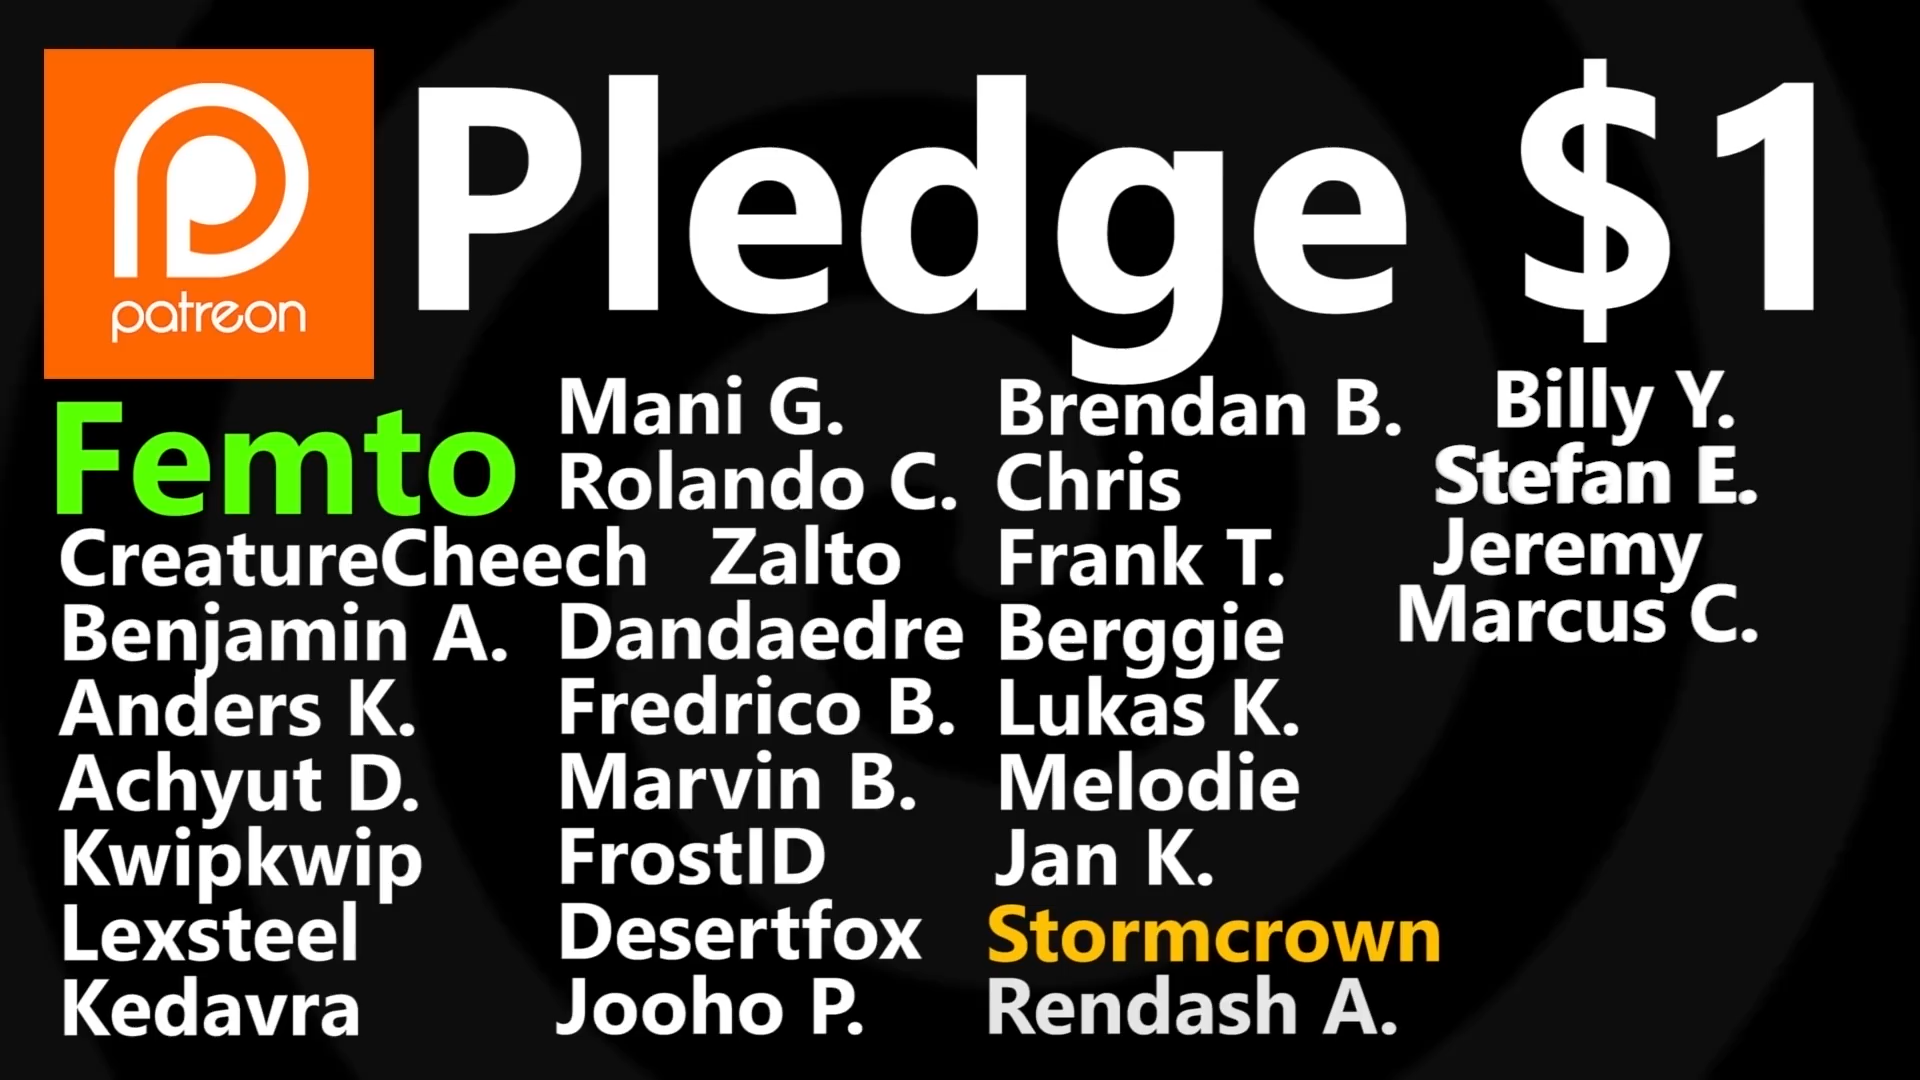 patreon
Pledge $1
Femto
CreatureCheech
Benjamin A.
Anders K.
Achyut D.
Kwipkwip
Lexsteel
Kedavra
Mani G.
Rolando C.
Zalto
Dandaedre
Fredrico B.
Marvin B.
FrostID
Desertfox
Jooho P.
Brendan B.
Chris
Frank T.
Berggie
Lukas K.
Melodie
Jan K.
Stormcrown
Rendash A.
Billy Y.
Stefan E.
Jeremy
Marcus C.